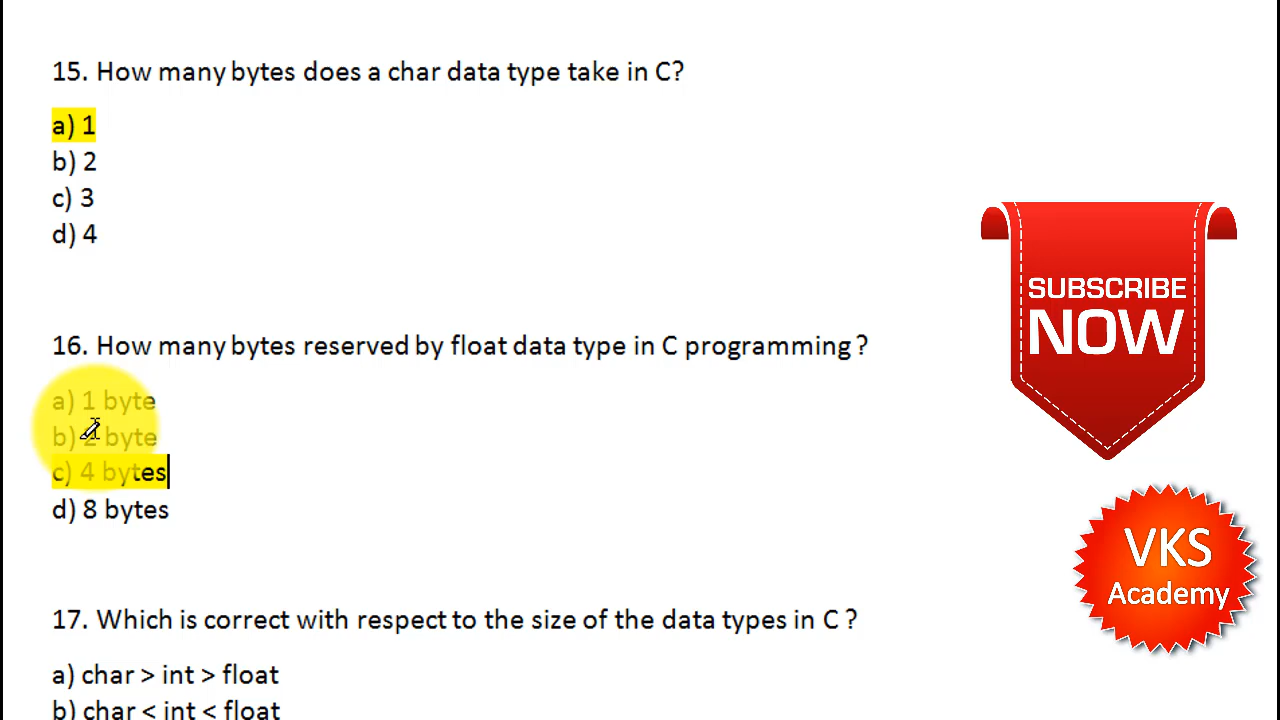 15. How many bytes does a char data type take in C?
a) 1
b) 2
c) 3
d) 4
16. How many bytes reserved by float data type in C programming ?
a) 1 byte
b) 2 byte
c) 4 bytes
d) 8 bytes
17. Which is correct with respect to the size of the data types in C ?
a) char > int > float
b) char < int < float
SUBSCRIBE
NOW
VKS
Academy